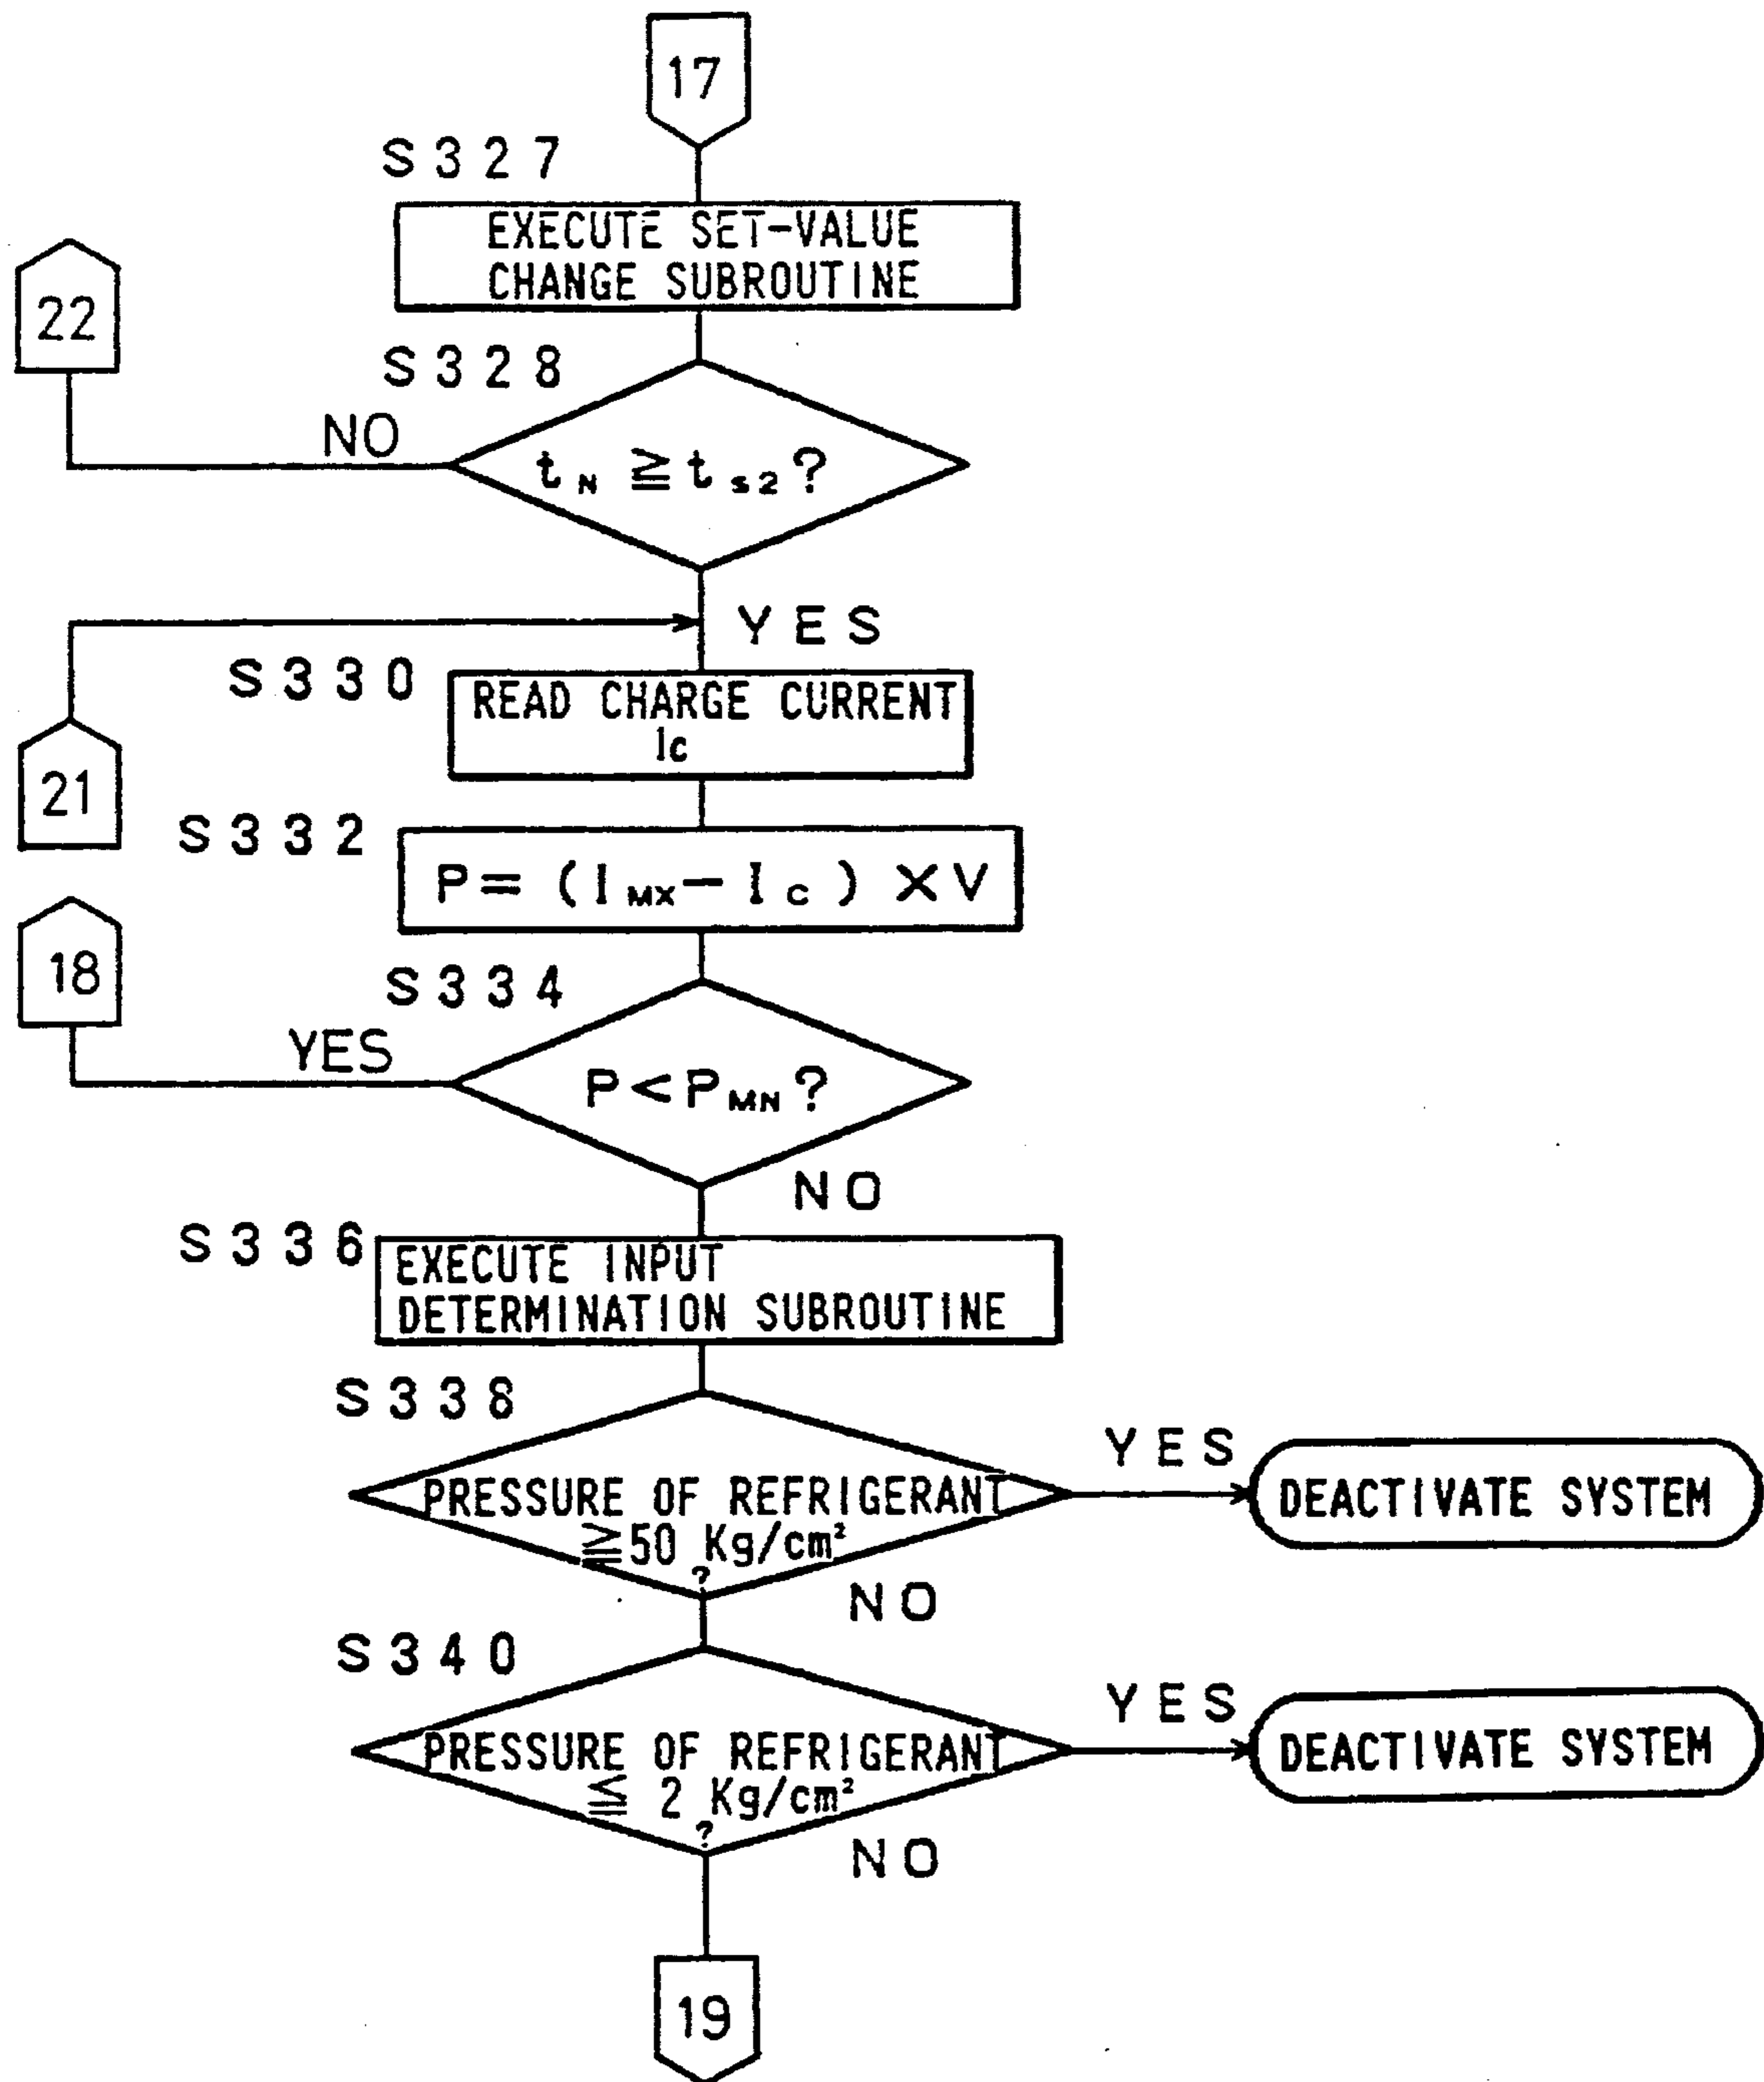 17
S327
EXECUTE SET-VALUE
CHANGE SUBROUTINE
22
S328
NO
t_N ≧ t_s2?
YES
S330
READ CHARGE CURRENT
Ic
21
S332
P=(I_MX-I_C)×V
18
S334
YES
P<P_MN?
NO
S336
EXECUTE INPUT
DETERMINATION SUBROUTINE
S338
PRESSURE OF REFRIGERANT
≧50 Kg/cm²
?
YES
DEACTIVATE SYSTEM
NO
S340
PRESSURE OF REFRIGERANT
≦ 2 Kg/cm²
?
YES
DEACTIVATE SYSTEM
NO
19